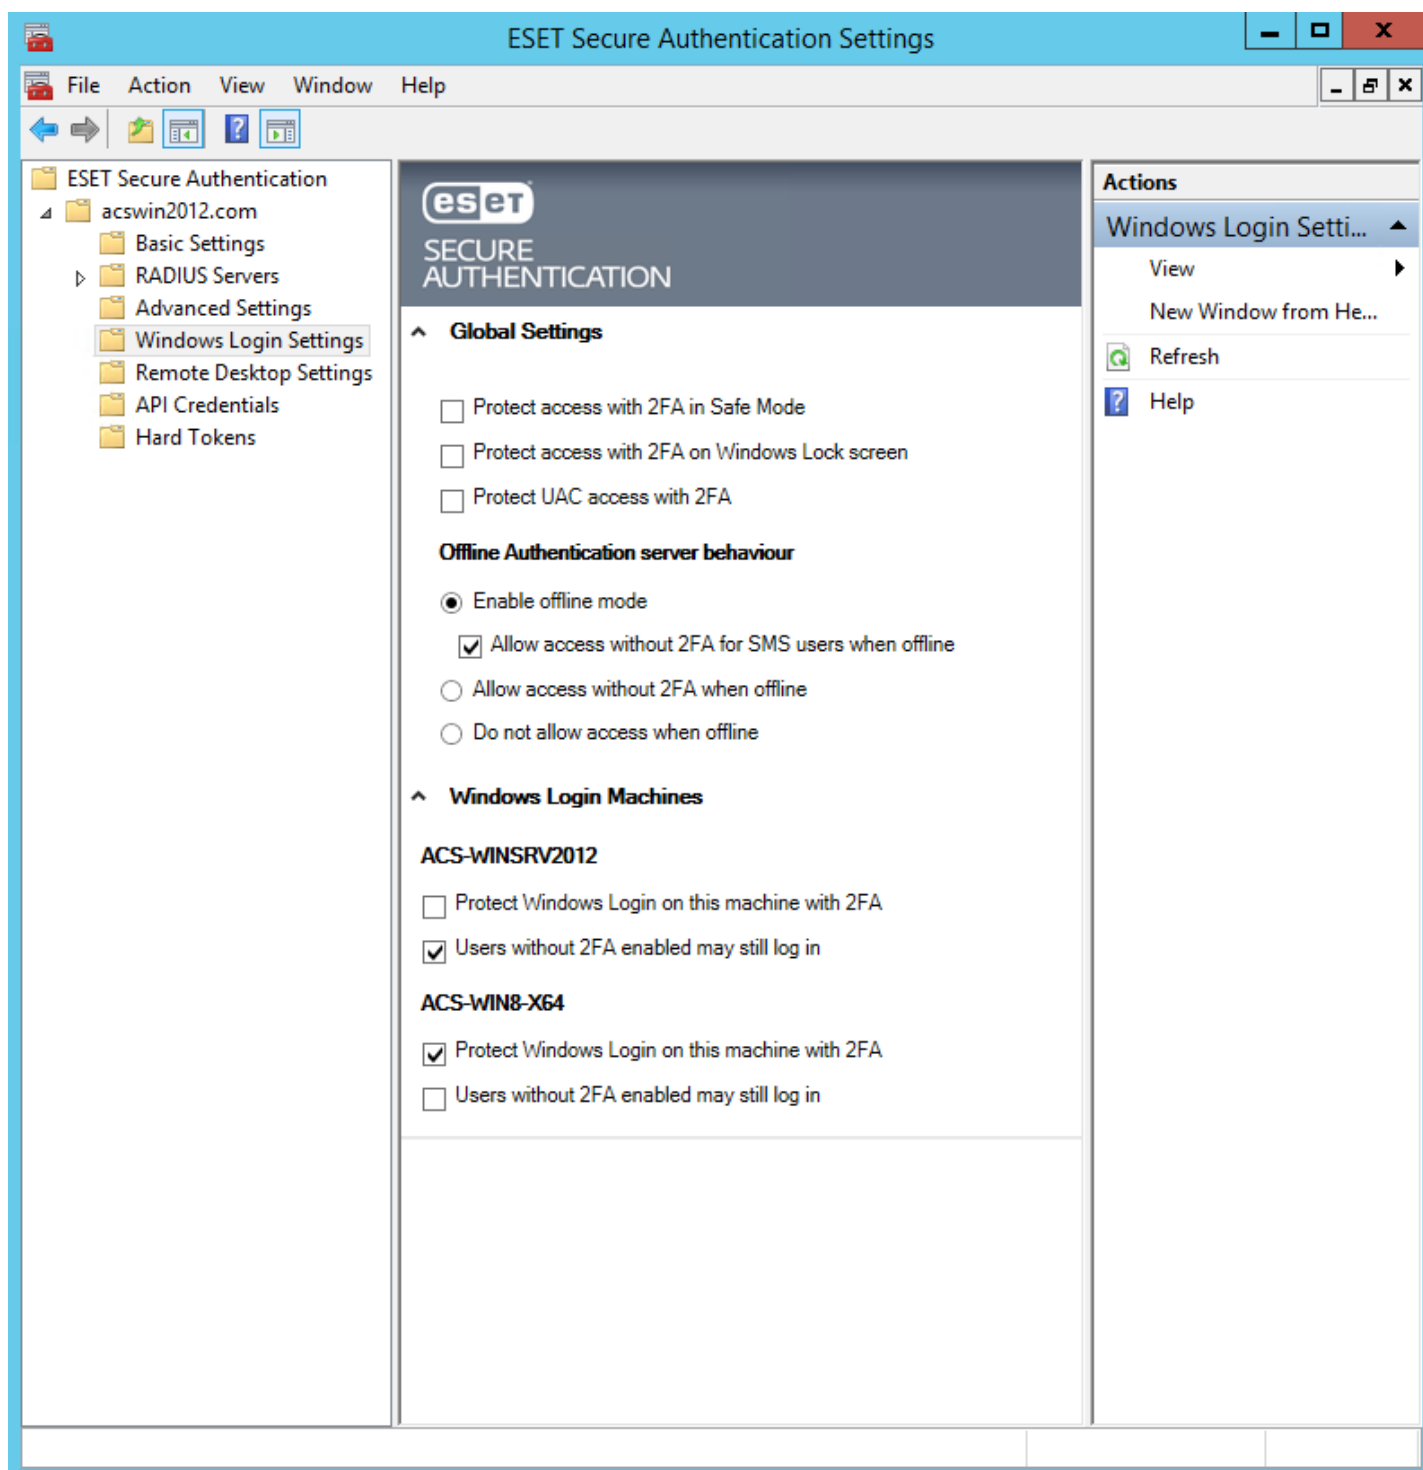 ESET Secure Authentication Settings
File Action View Window Help
ESET Secure Authentication
acswin2012.com
Basic Settings
RADIUS Servers
Advanced Settings
Windows Login Settings
Remote Desktop Settings
API Credentials
Hard Tokens
eseT
SECURE
AUTHENTICATION
Global Settings
Protect access with 2FA in Safe Mode
Protect access with 2FA on Windows Lock screen
Protect UAC access with 2FA
Offline Authentication server behaviour
Enable offline mode
Allow access without 2FA for SMS users when offline
Allow access without 2FA when offline
Do not allow access when offline
Windows Login Machines
ACS-WINSRV2012
Protect Windows Login on this machine with 2FA
Users without 2FA enabled may still log in
ACS-WIN8-X64
Protect Windows Login on this machine with 2FA
Users without 2FA enabled may still log in
Actions
Windows Login Setti...
View
New Window from He...
Refresh
Help